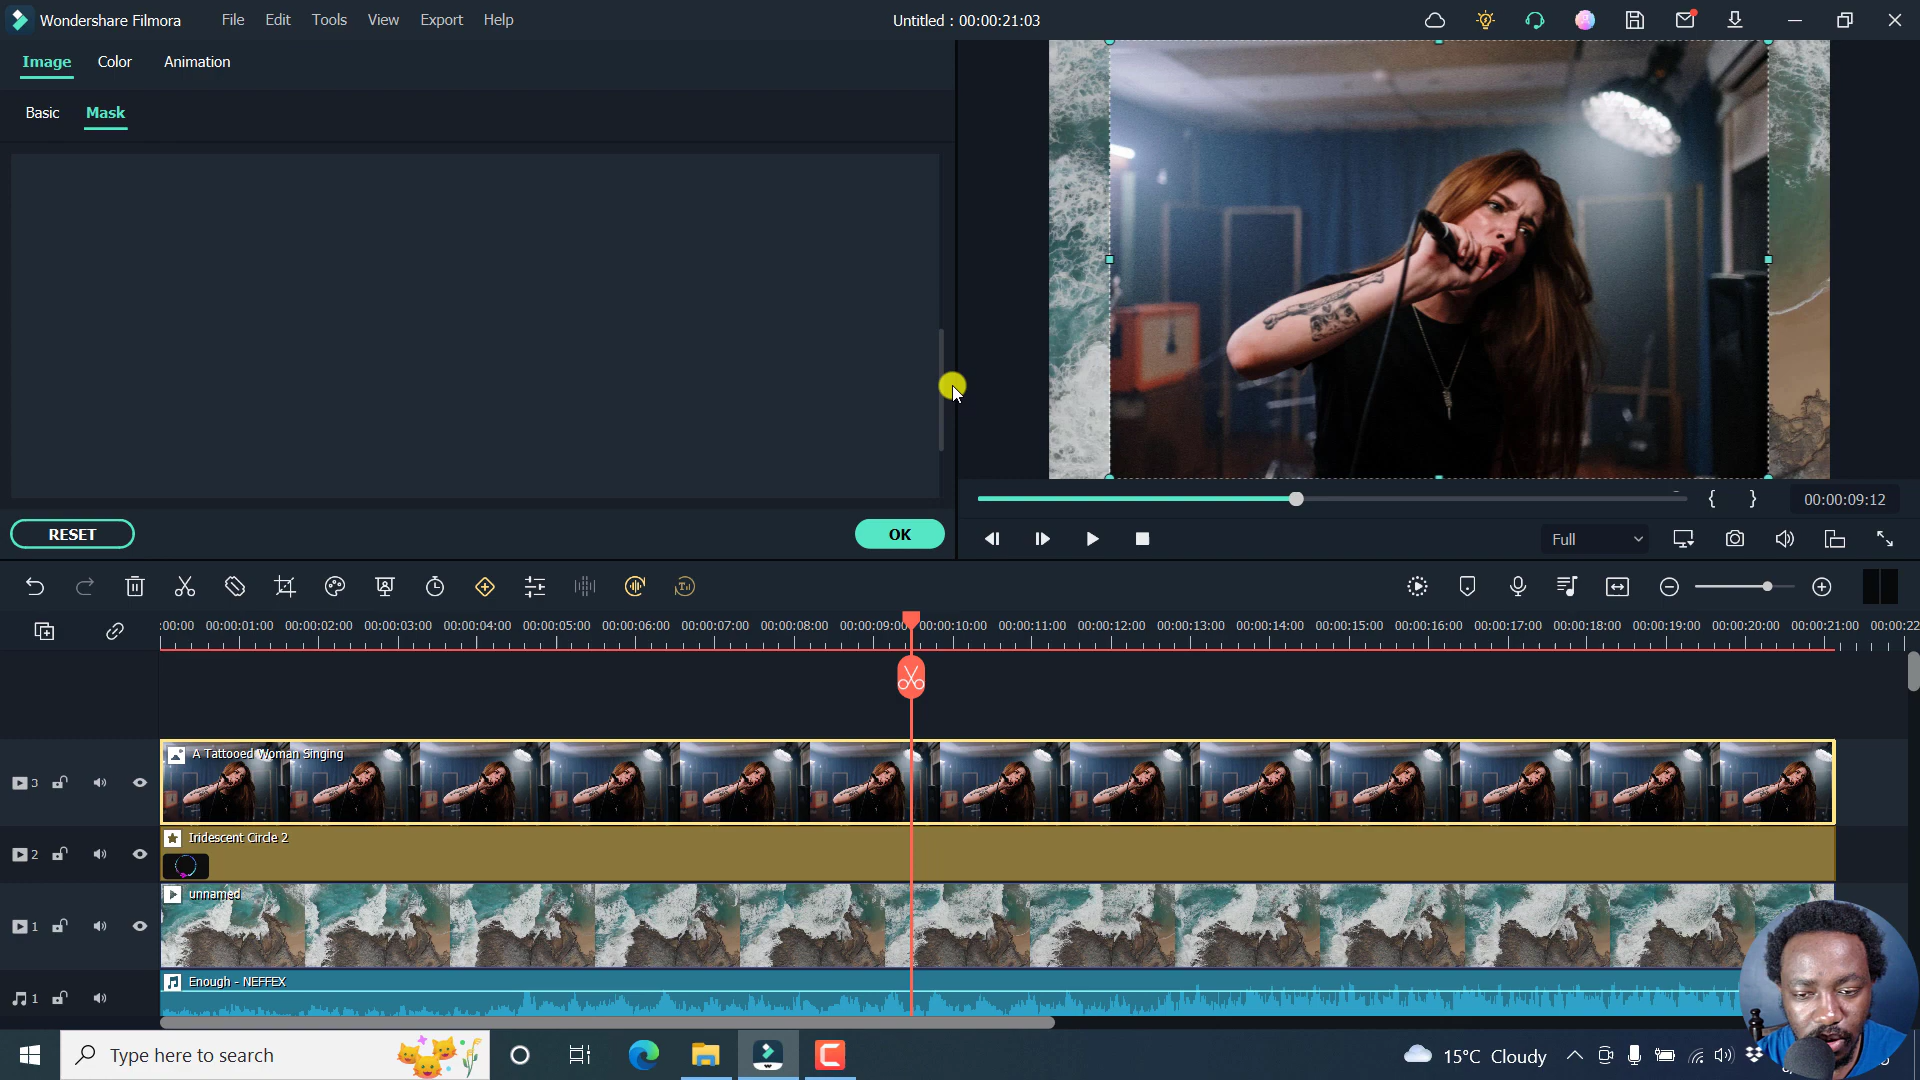 Wondershare Filmora File Edit Tools View Export Help Untitled : 00:00:21:03
Image Color Animation
Basic Mask
RESET OK
00:00:09:12
Full
:00:00 00:00:01:00 00:00:02:00 00:00:03:00 00:00:04:00 00:00:05:00 00:00:06:00 00:00:07:00 00:00:08:00 00:00:09:00 00:00:10:00 00:00:11:00 00:00:12:00 00:00:13:00 00:00:14:00 00:00:15:00 00:00:16:00 00:00:17:00 00:00:18:00 00:00:19:00 00:00:20:00 00:00:21:00 00:00:22
A Tattooed Woman Singing
3
Iridescent Circle 2
2
unnamed
1
Enough - NEFFEX
1
Type here to search 15°C Cloudy